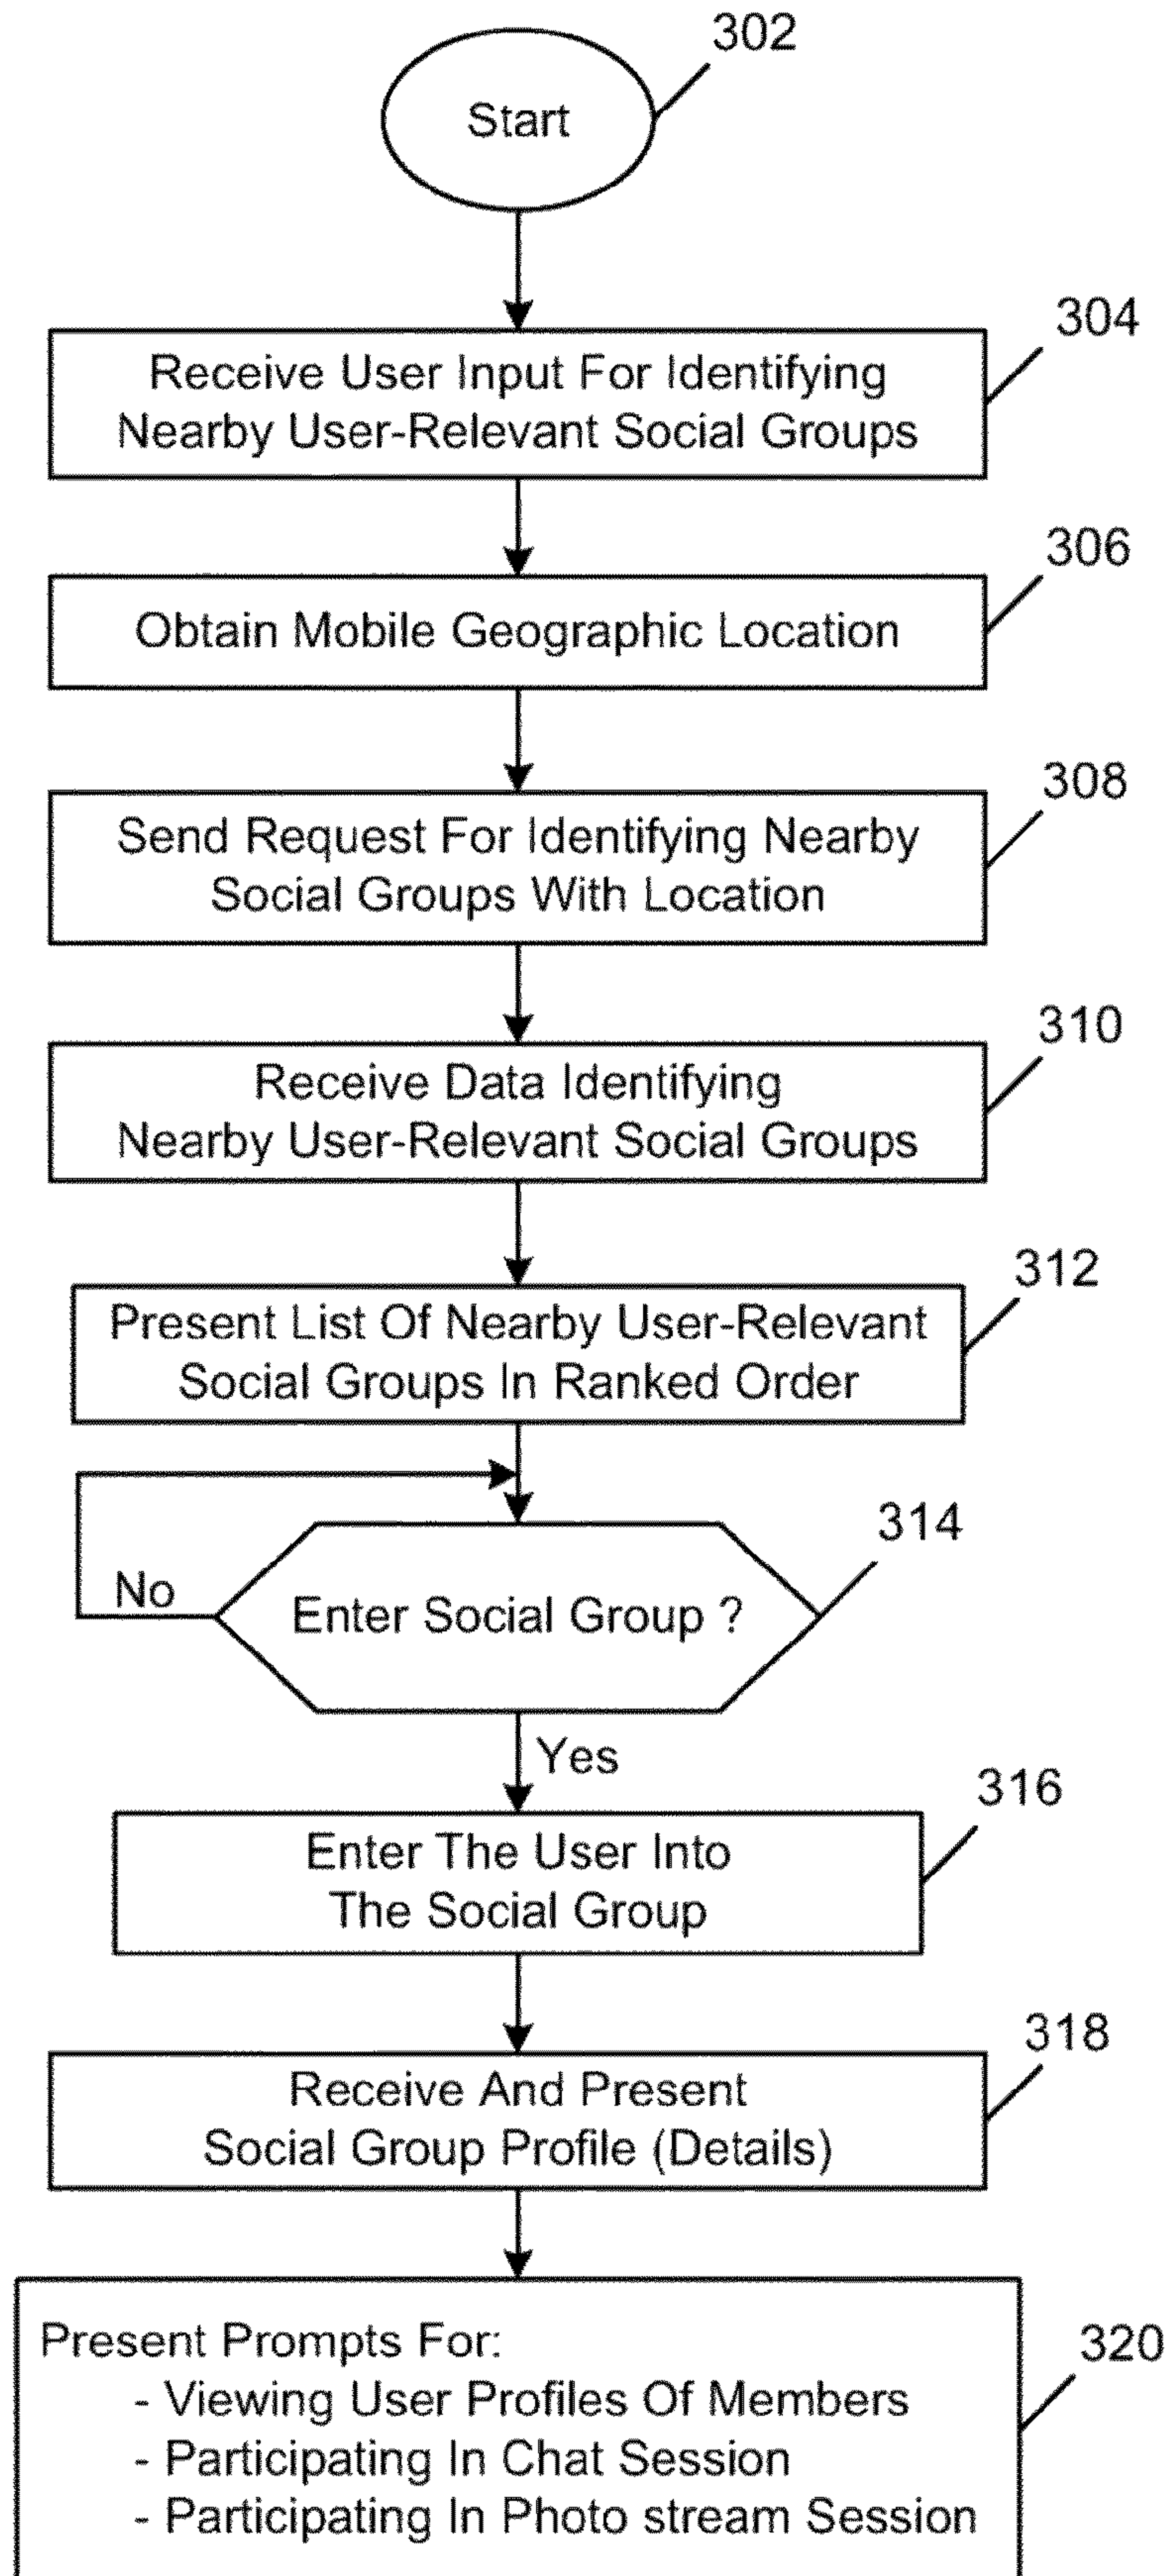 302
Start
304
Receive User Input For Identifying
Nearby User-Relevant Social Groups
306
Obtain Mobile Geographic Location
308
Send Request For Identifying Nearby
Social Groups With Location
310
Receive Data Identifying
Nearby User-Relevant Social Groups
312
Present List Of Nearby User-Relevant
Social Groups In Ranked Order
314
No
Enter Social Group ?
Yes
316
Enter The User Into
The Social Group
318
Receive And Present
Social Group Profile (Details)
320
Present Prompts For:
- Viewing User Profiles Of Members
- Participating In Chat Session
- Participating In Photo stream Session